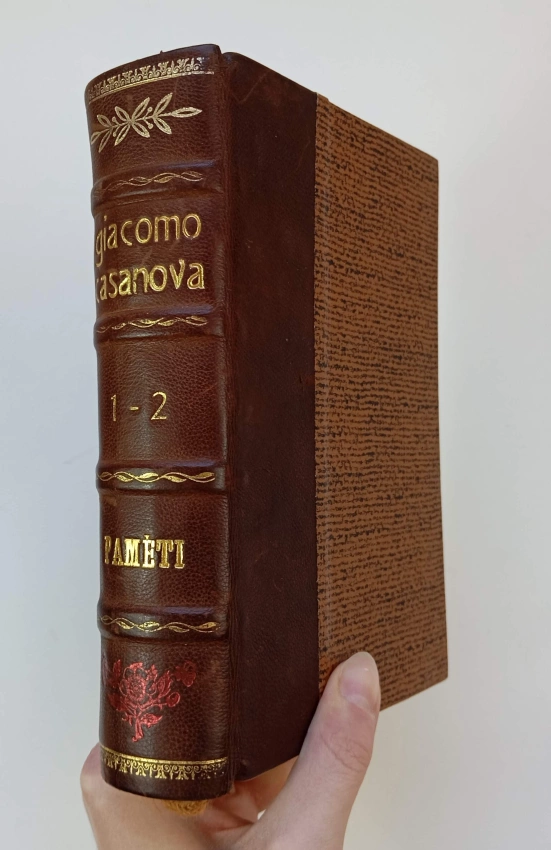 giacomo
casanova
1 - 2
PAMĚTI